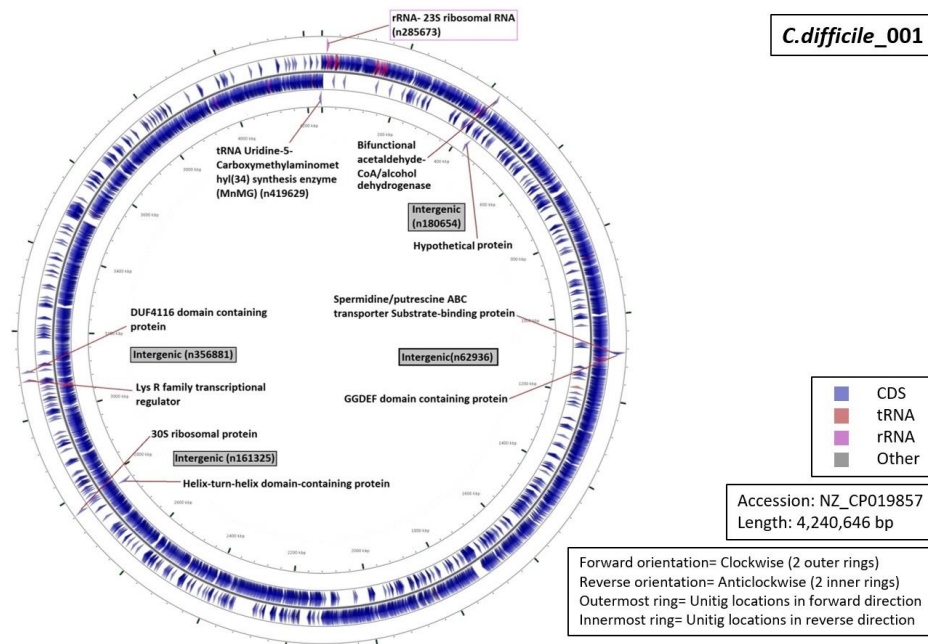 rRNA- 23S ribosomal RNA
(n285673)
C.difficile_001
tRNA Uridine-5-
Carboxymethylaminomet
hyl(34) synthesis enzyme
(MnMG) (n419629)
Bifunctional
acetaldehyde-
CoA/alcohol
dehydrogenase
Intergenic
(n180654)
Hypothetical protein
DUF4116 domain containing
protein
Intergenic (n356881)
Lys R family transcriptional
regulator
Spermidine/putrescine ABC
transporter Substrate-binding protein
Intergenic(n62936)
GGDEF domain containing protein
30S ribosomal protein
Intergenic (n161325)
Helix-turn-helix domain-containing protein
CDS
tRNA
rRNA
Other
Accession: NZ_CP019857
Length: 4,240,646 bp
Forward orientation= Clockwise (2 outer rings)
Reverse orientation= Anticlockwise (2 inner rings)
Outermost ring= Unitig locations in forward direction
Innermost ring= Unitig locations in reverse direction